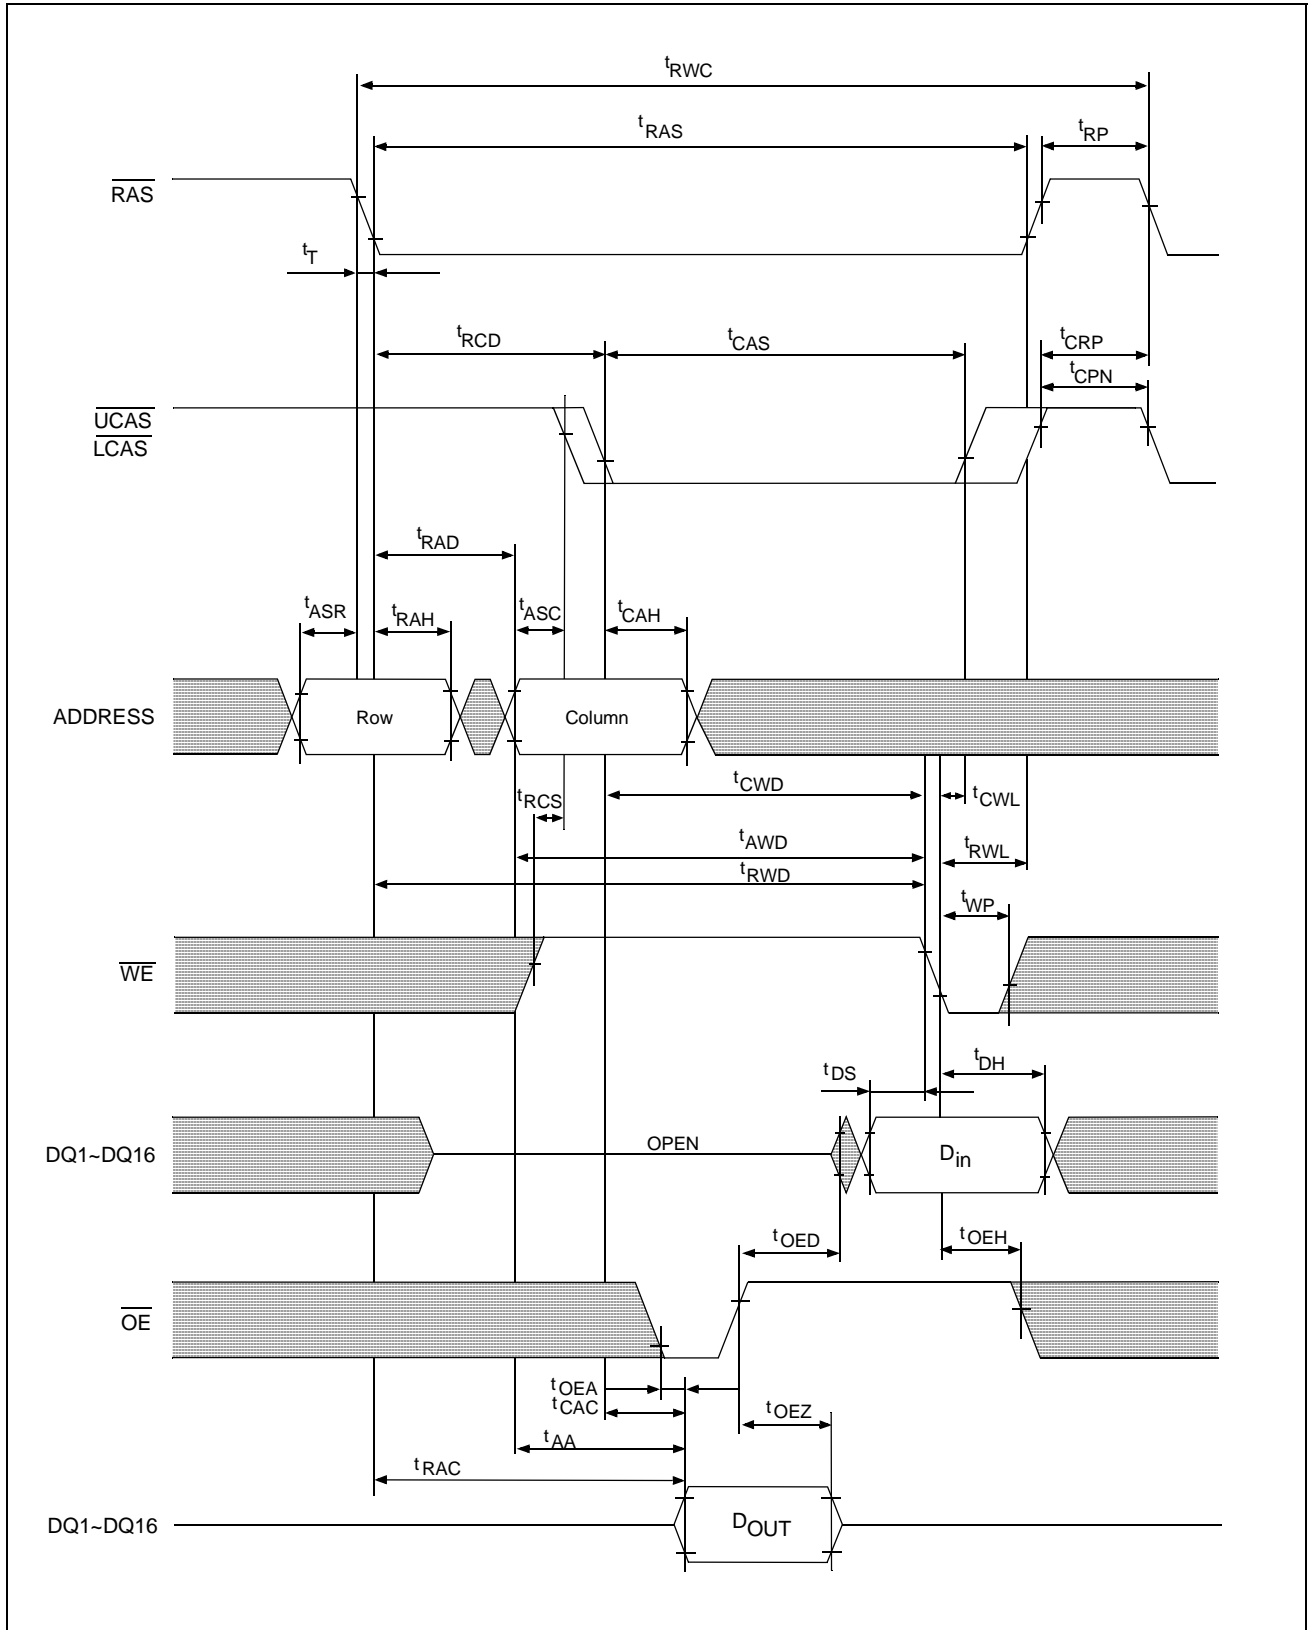 tRWC
tRAS
tRP
RAS
tT
tRCD
tCAS
tCRP
tCPN
UCAS
LCAS
tRAD
tASR
tRAH
tASC
tCAH
ADDRESS
Row
Column
tCWD
tRCS
tCWL
tAWD
tRWL
tRWD
tWP
WE
tDS
tDH
DQ1~DQ16
OPEN
Din
tOED
tOEH
OE
tOEA
tCAC
tOEZ
tAA
tRAC
DQ1~DQ16
DOUT